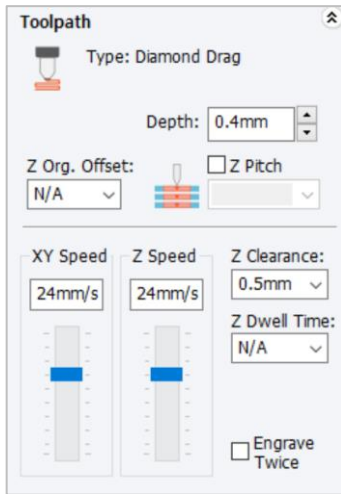 Toolpath
Type: Diamond Drag
Depth: 0.4mm
Z Org. Offset:
N/A
Z Pitch
XY Speed
24mm/s
Z Speed
24mm/s
Z Clearance:
0.5mm
Z Dwell Time:
N/A
Engrave
Twice